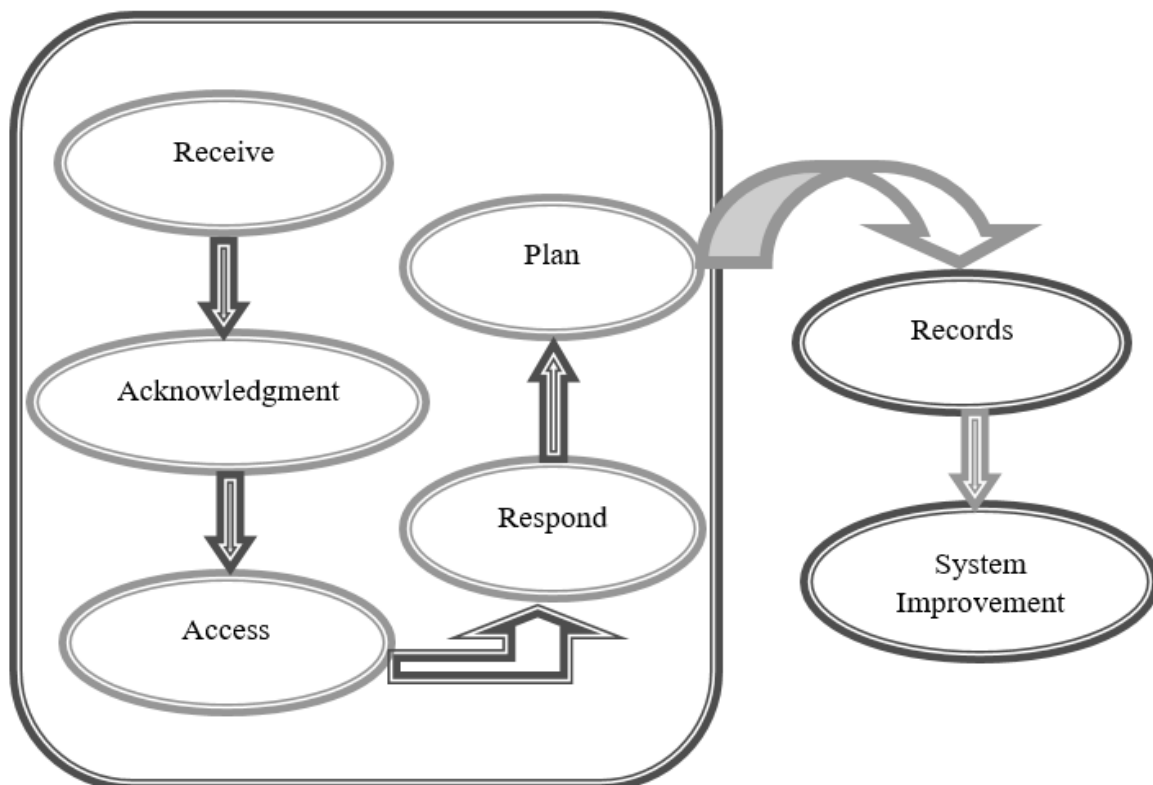 Receive
Acknowledgment
Access
Respond
Plan
Records
System
Improvement